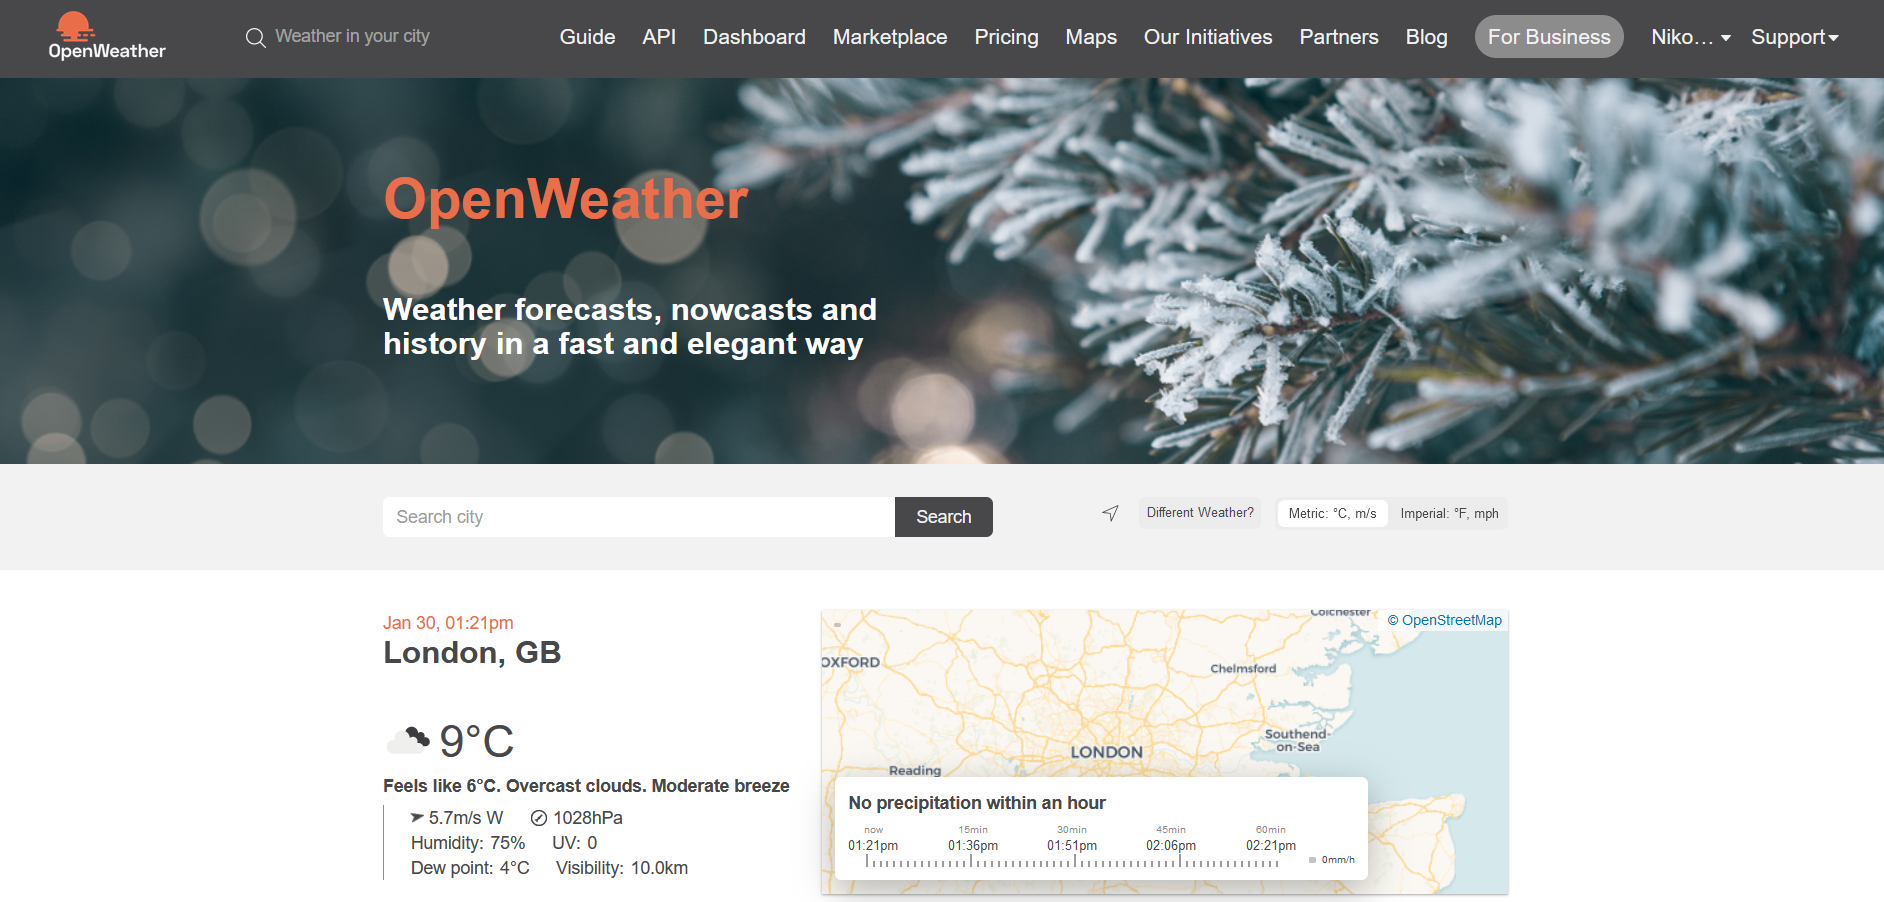 OpenWeather
Weather in your city
Guide API Dashboard Marketplace Pricing Maps Our Initiatives Partners Blog For Business Niko... Support
OpenWeather
Weather forecasts, nowcasts and
history in a fast and elegant way
Search city Search
Different Weather? Metric: °C, m/s Imperial: °F, mph
Jan 30, 01:21pm
London, GB
9°C
Feels like 6°C. Overcast clouds. Moderate breeze
5.7m/s W 1028hPa
Humidity: 75% UV: 0
Dew point: 4°C Visibility: 10.0km
Colchester
© OpenStreetMap
OXFORD
Chelmsford
Southend-
on-Sea
LONDON
Reading
No precipitation within an hour
now 15min 30min 45min 60min
01:21pm 01:36pm 01:51pm 02:06pm 02:21pm
0mm/h